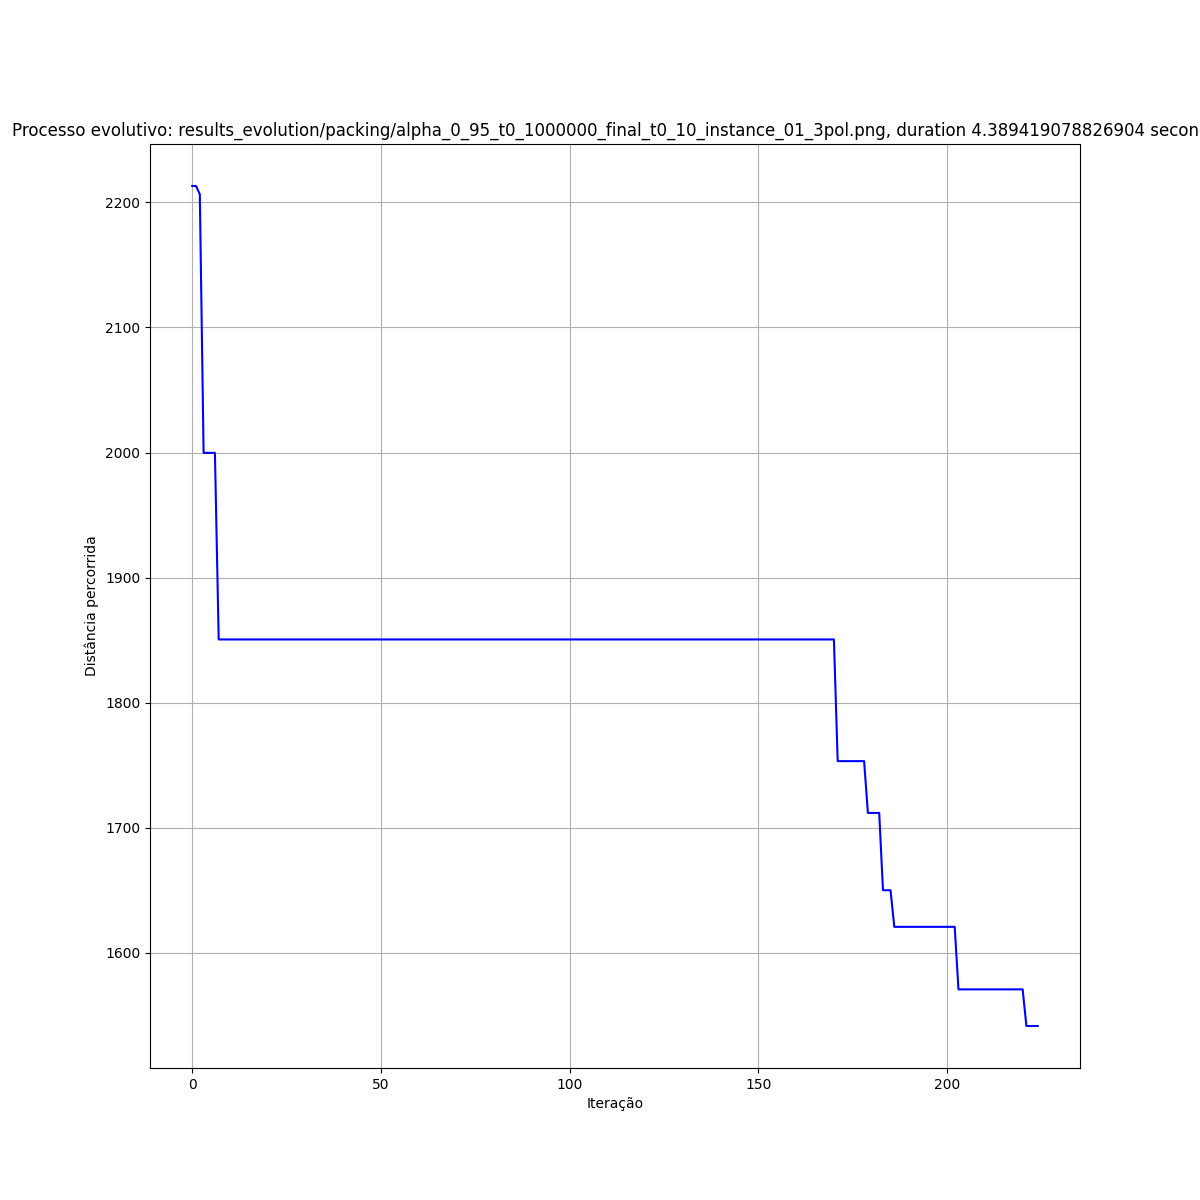 Processo evolutivo: results_evolution/packing/alpha_0_95_t0_1000000_final_t0_10_instance_01_3pol.png, duration 4.389419078826904 secon
2200
2100
2000
1900
1800
1700
1600
Distância percorrida
0 50 100 150 200
Iteração